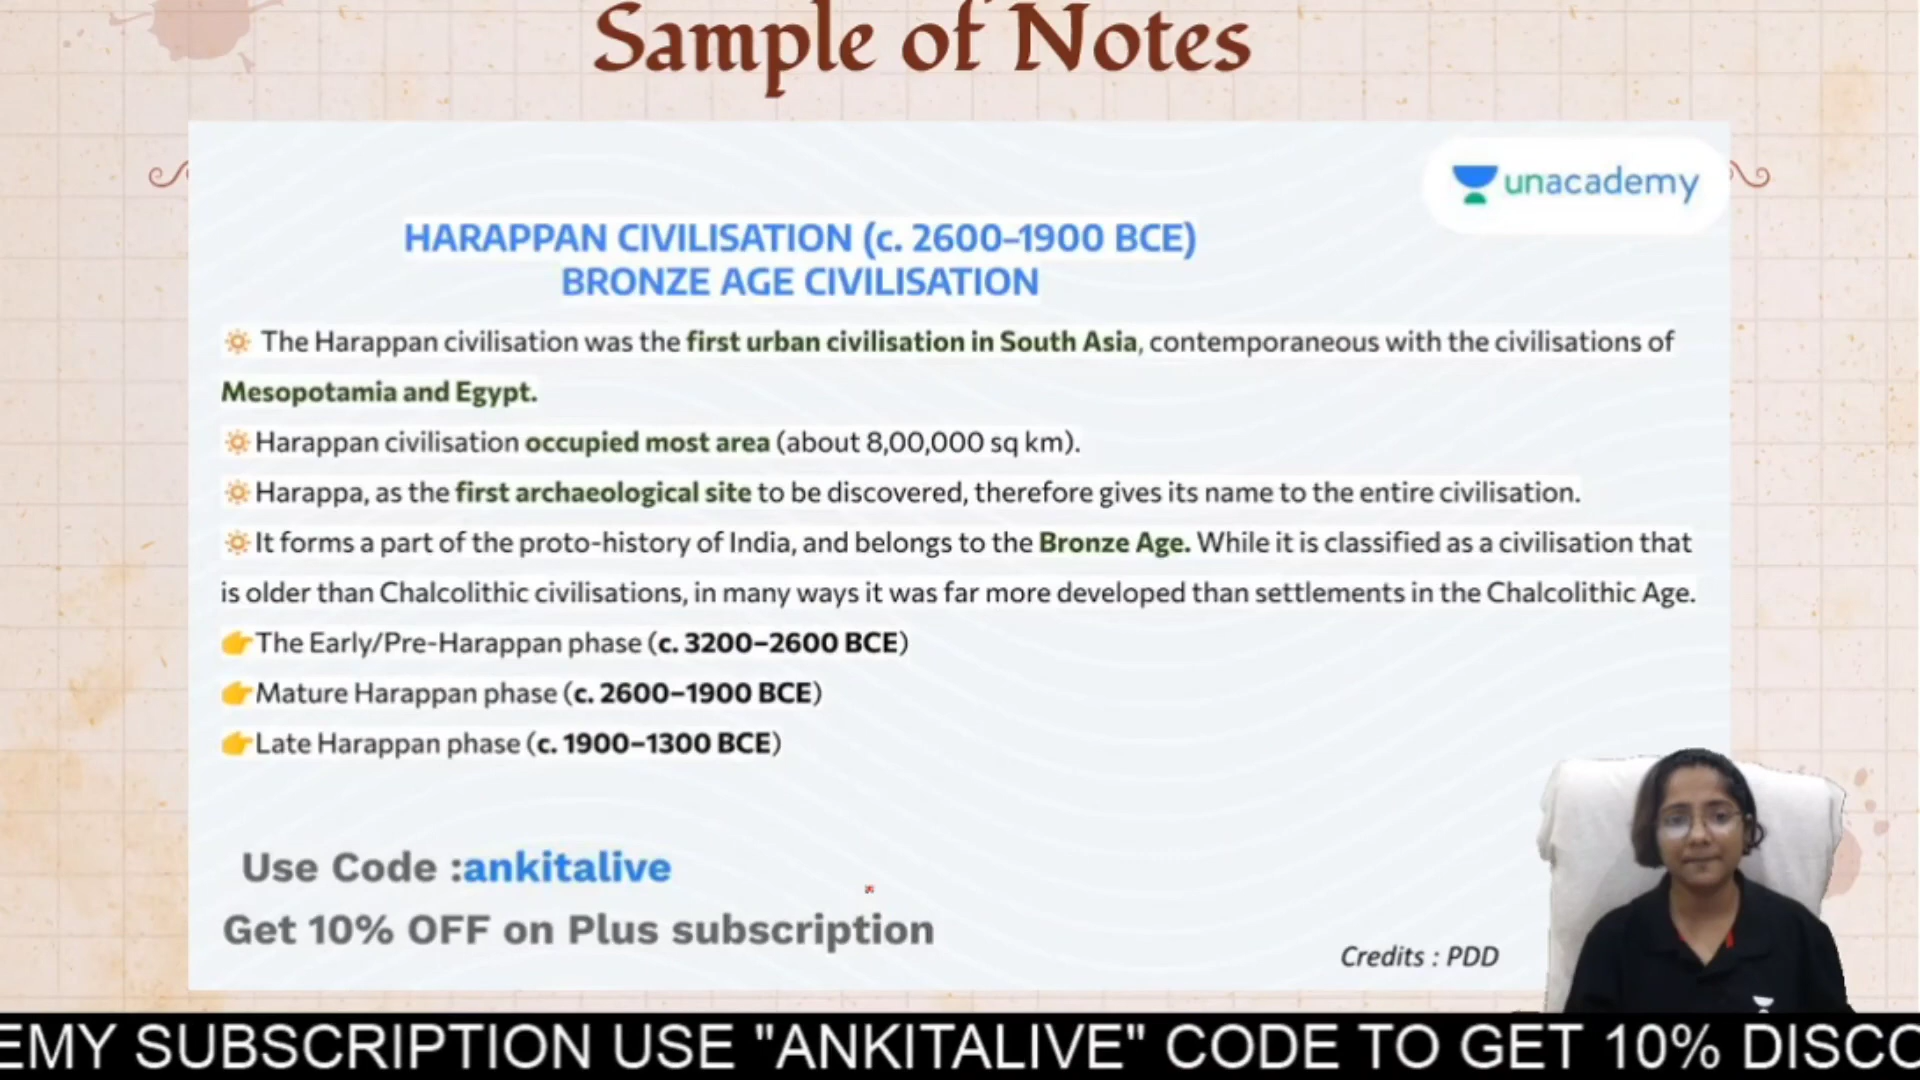 Sample of Notes
unacademy
HARAPPAN CIVILISATION (c. 2600–1900 BCE)
BRONZE AGE CIVILISATION
The Harappan civilisation was the first urban civilisation in South Asia, contemporaneous with the civilisations of
Mesopotamia and Egypt.
Harappan civilisation occupied most area (about 8,00,000 sq km).
Harappa, as the first archaeological site to be discovered, therefore gives its name to the entire civilisation.
It forms a part of the proto-history of India, and belongs to the Bronze Age. While it is classified as a civilisation that
is older than Chalcolithic civilisations, in many ways it was far more developed than settlements in the Chalcolithic Age.
👉The Early/Pre-Harappan phase (c. 3200–2600 BCE)
👉Mature Harappan phase (c. 2600–1900 BCE)
👉Late Harappan phase (c. 1900–1300 BCE)
Use Code :ankitalive
Get 10% OFF on Plus subscription
Credits : PDD
EMY SUBSCRIPTION USE "ANKITALIVE" CODE TO GET 10% DISCO